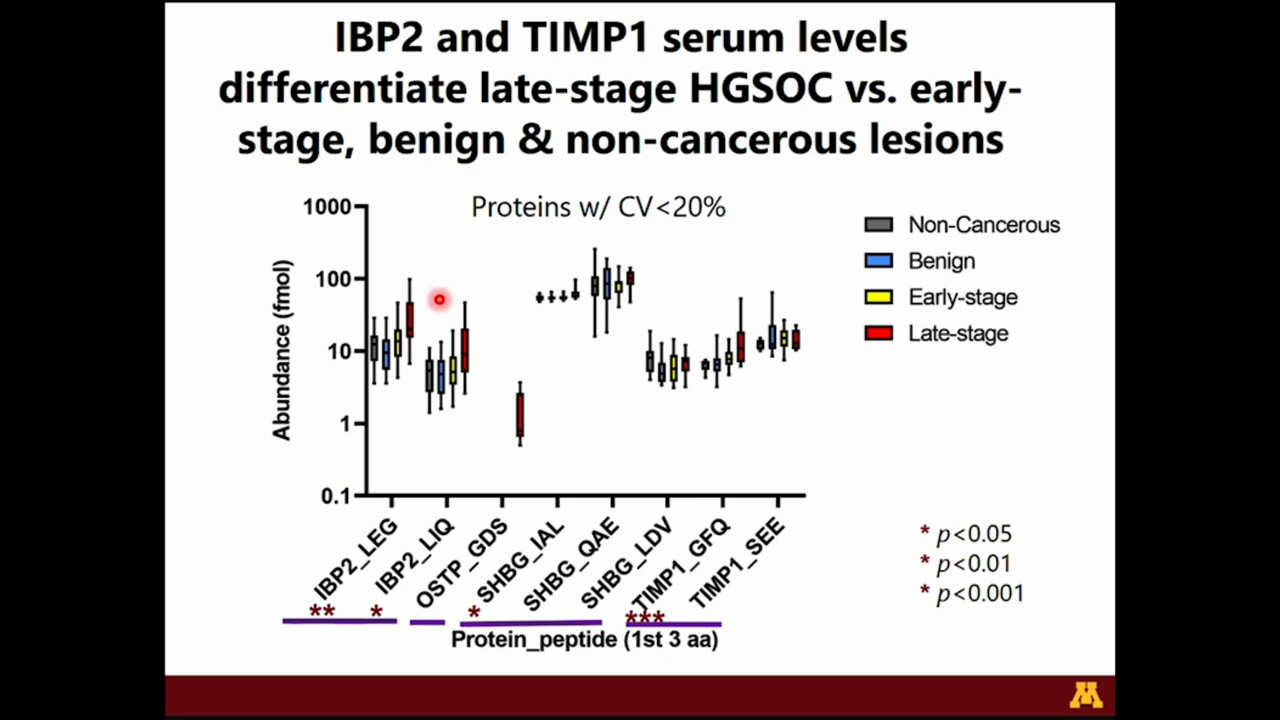 IBP2 and TIMP1 serum levels
differentiate late-stage HGSOC vs. early-
stage, benign & non-cancerous lesions
Proteins w/ CV<20%
1000
100
10
1
0.1
Abundance (fmol)
Non-Cancerous
Benign
Early-stage
Late-stage
IBP2_LEG
IBP2_LIQ
OSTP_GDS
SHBG_IAL
SHBG_QAE
SHBG_LDV
TIMP1_GFQ
TIMP1_SEE
** * * ***
Protein_peptide (1st 3 aa)
* p<0.05
* p<0.01
* p<0.001
M